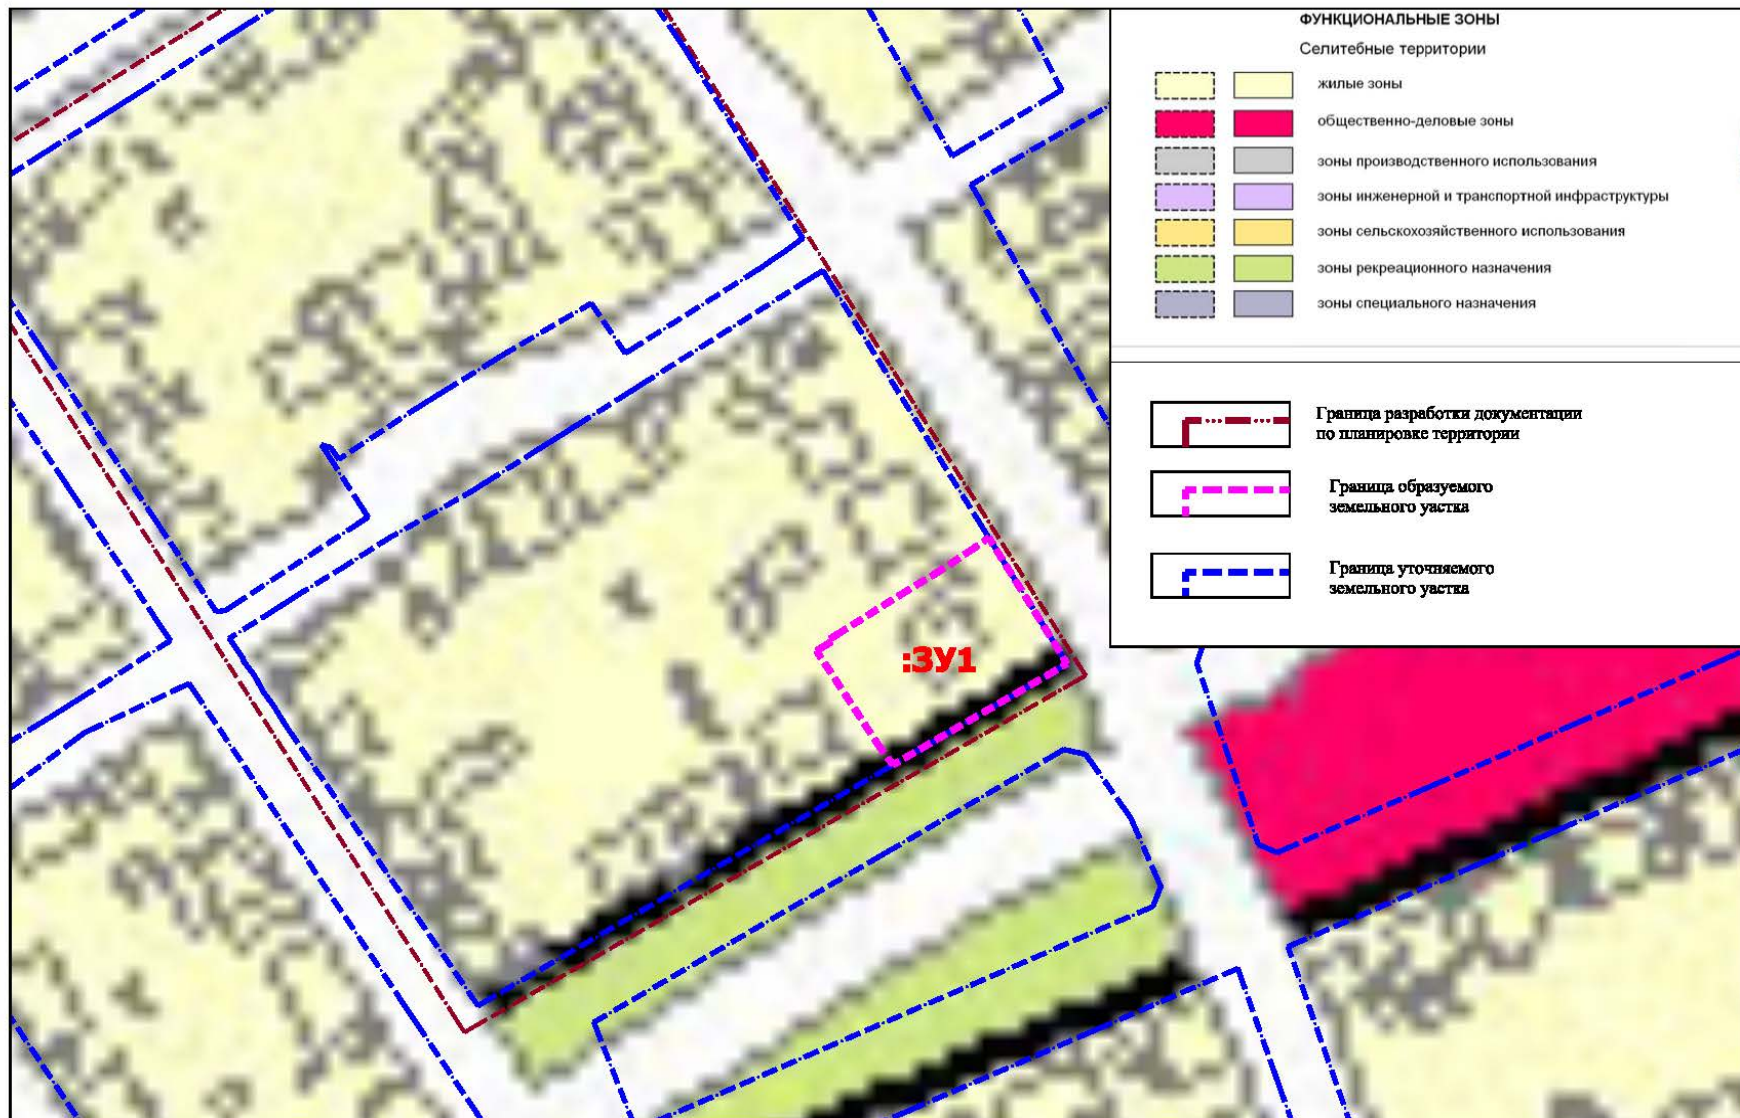 ФУНКЦИОНАЛЬНЫЕ ЗОНЫ
Селитебные территории
жилые зоны
общественно-деловые зоны
зоны производственного использования
зоны инженерной и транспортной инфраструктуры
зоны сельскохозяйственного использования
зоны рекреационного назначения
зоны специального назначения
Граница разработки документации
по планировке территории
Граница образуемого
земельного уастка
Граница уточняемого
земельного уастка
:ЗУ1